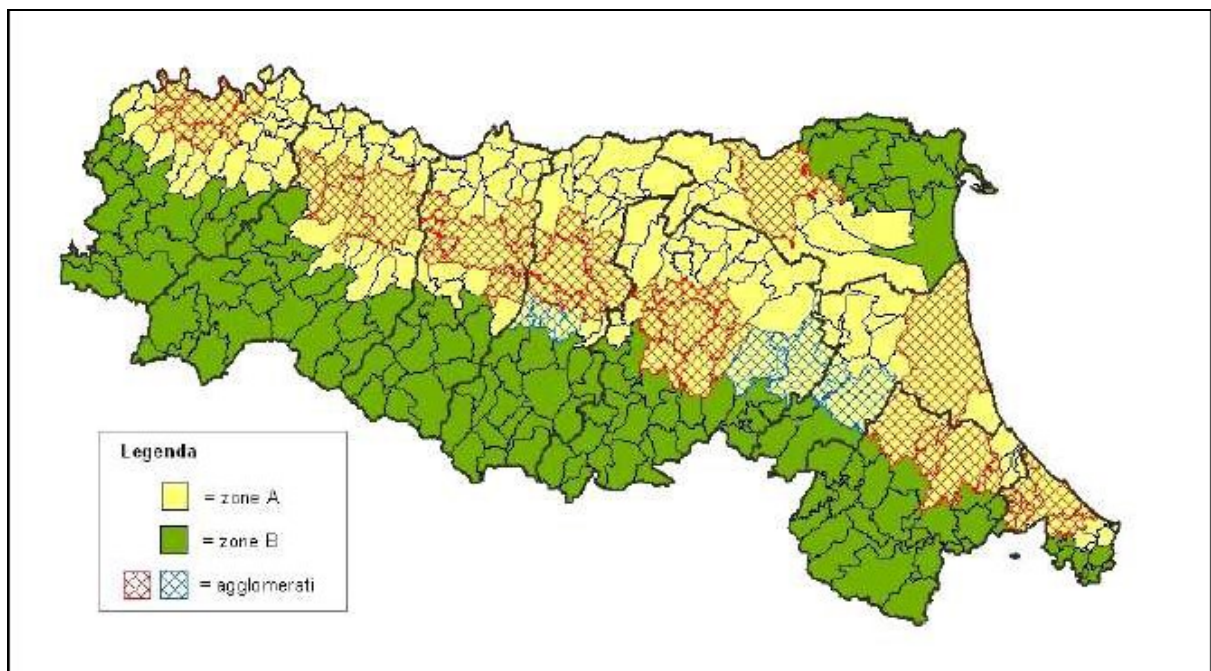 Legenda
= zone A
= zone B
= agglomerati